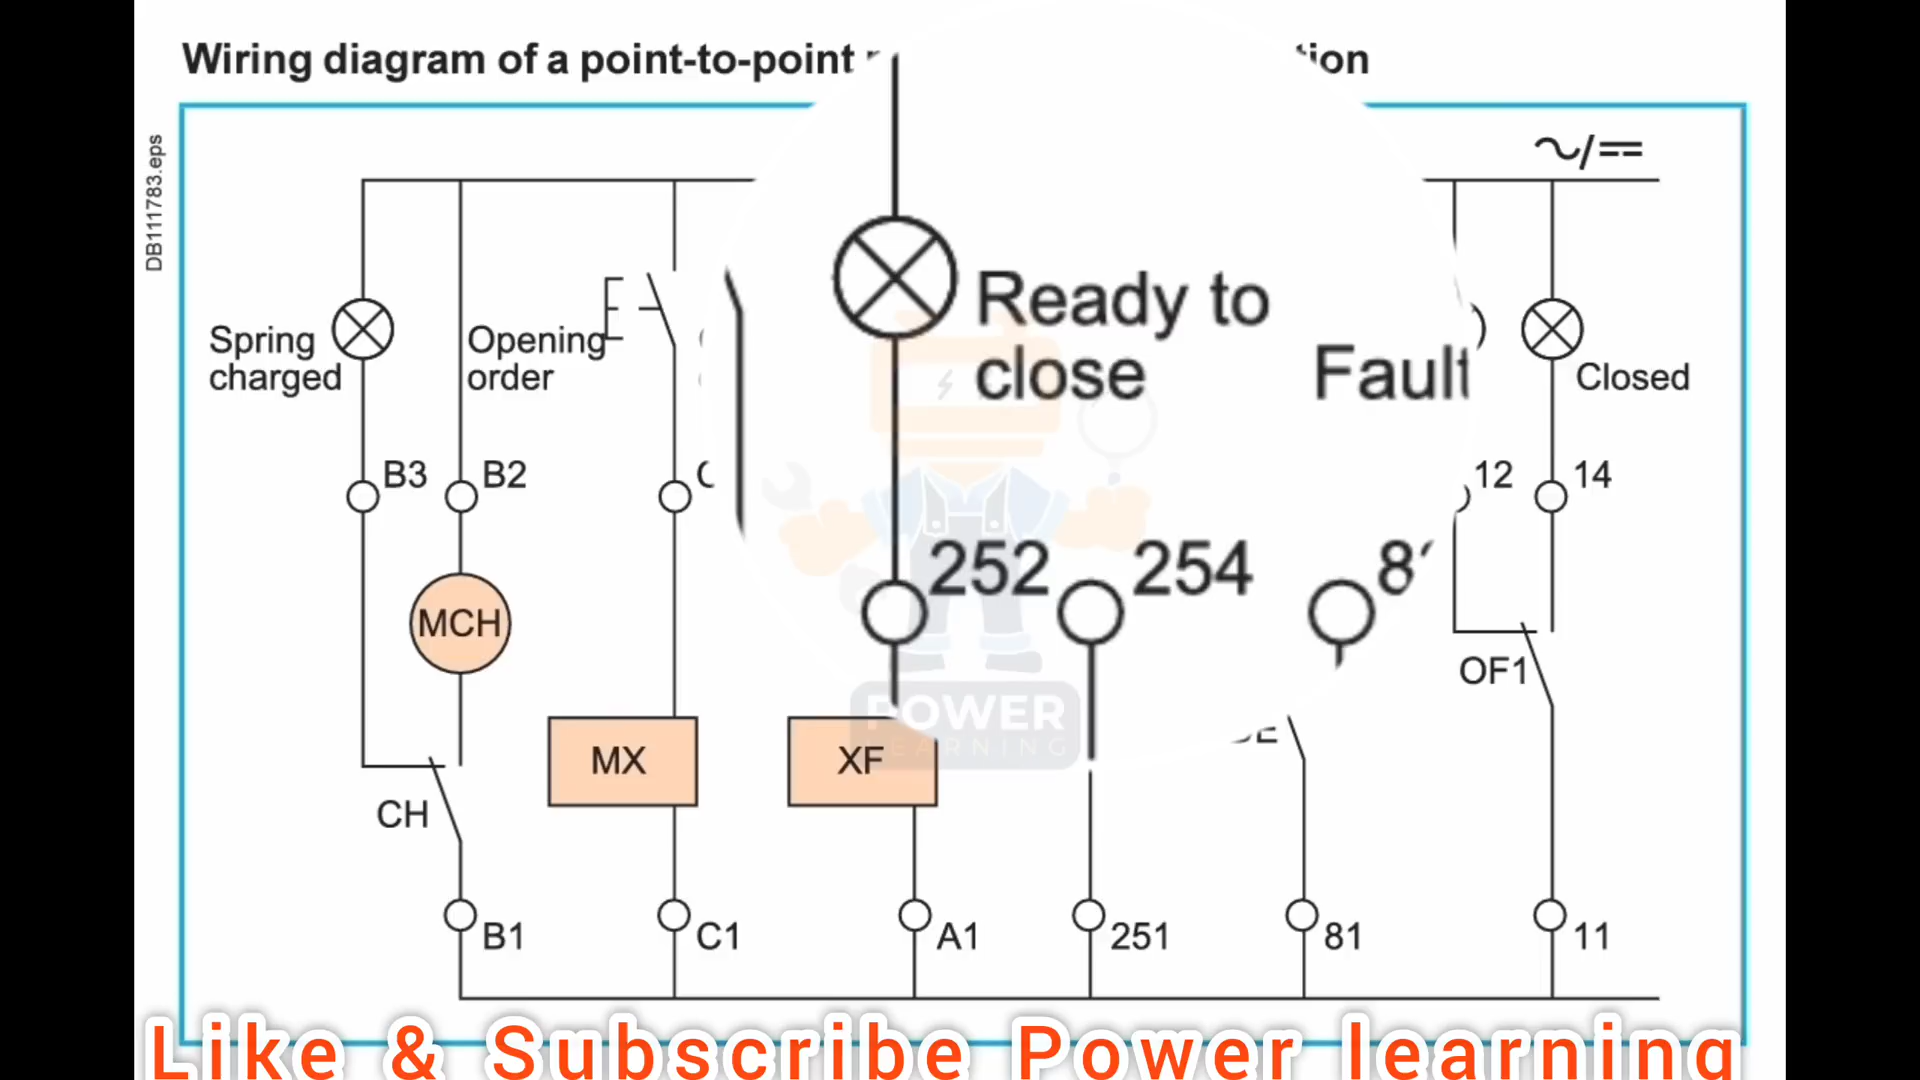 Wiring diagram of a point-to-point
DB111783.eps
Spring
charged
Opening
order
Ready to
close
Fault
Closed
B3
B2
252
254
12
14
MCH
OF1
POWER
LEARNING
MX
XF
CH
B1
C1
A1
251
81
11
Like & Subscribe Power learning